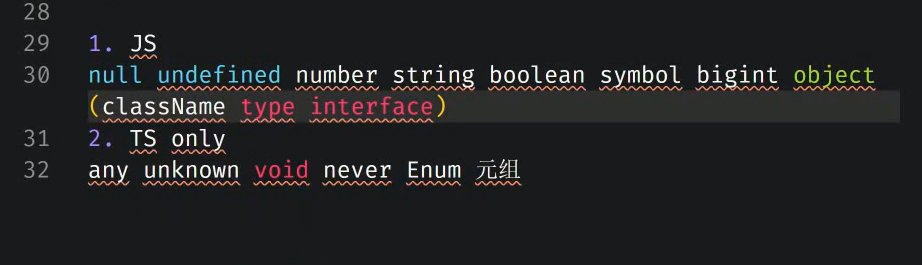 28
29 1. JS
30 null undefined number string boolean symbol bigint object
(className type interface)
31 2. TS only
32 any unknown void never Enum 元组